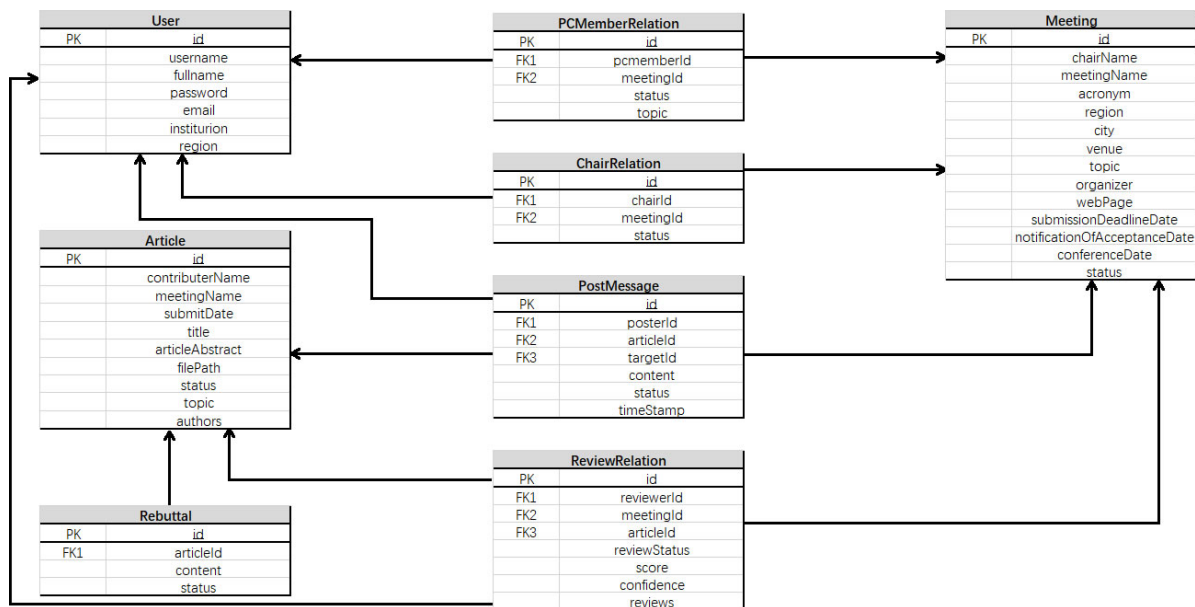 User
PK id
username
fullname
password
email
institurion
region
PCMemberRelation
PK id
FK1 pcmemberId
FK2 meetingId
status
topic
Meeting
PK id
chairName
meetingName
acronym
region
city
venue
topic
organizer
webPage
submissionDeadlineDate
notificationOfAcceptanceDate
conferenceDate
status
ChairRelation
PK id
FK1 chairId
FK2 meetingId
status
Article
PK id
contributerName
meetingName
submitDate
title
articleAbstract
filePath
status
topic
authors
PostMessage
PK id
FK1 posterId
FK2 articleId
FK3 targetId
content
status
timeStamp
ReviewRelation
PK id
FK1 reviewerId
FK2 meetingId
FK3 articleId
reviewStatus
score
confidence
reviews
Rebuttal
PK id
FK1 articleId
content
status